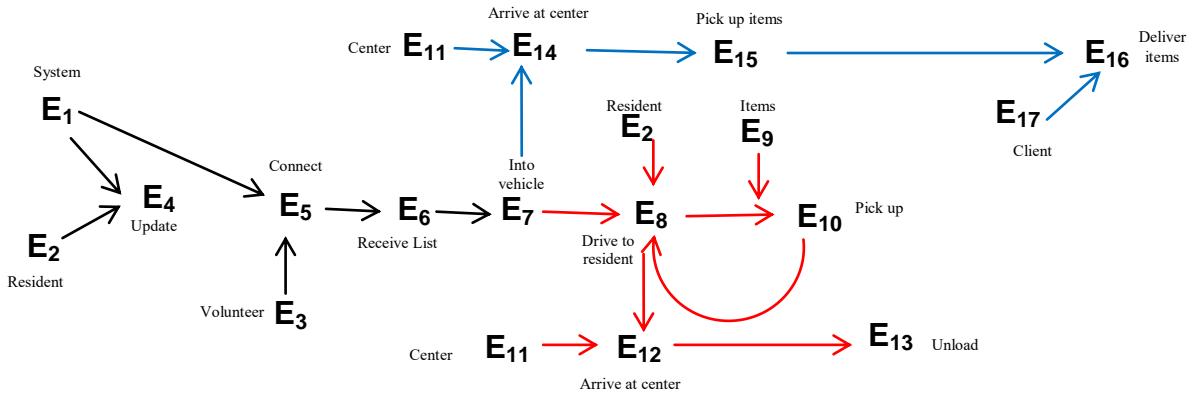 Arrive at center
Center E11 E14
Pick up items
E15
E16 Deliver
items
System
E1
Resident
E2
Items
E9
E17
Client
Connect
E5
E4
Update
E2
Resident
Volunteer E3
E6
Receive List
Into
vehicle
E7
E8
Drive to
resident
E10 Pick up
Center E11 E12
Arrive at center
E13 Unload